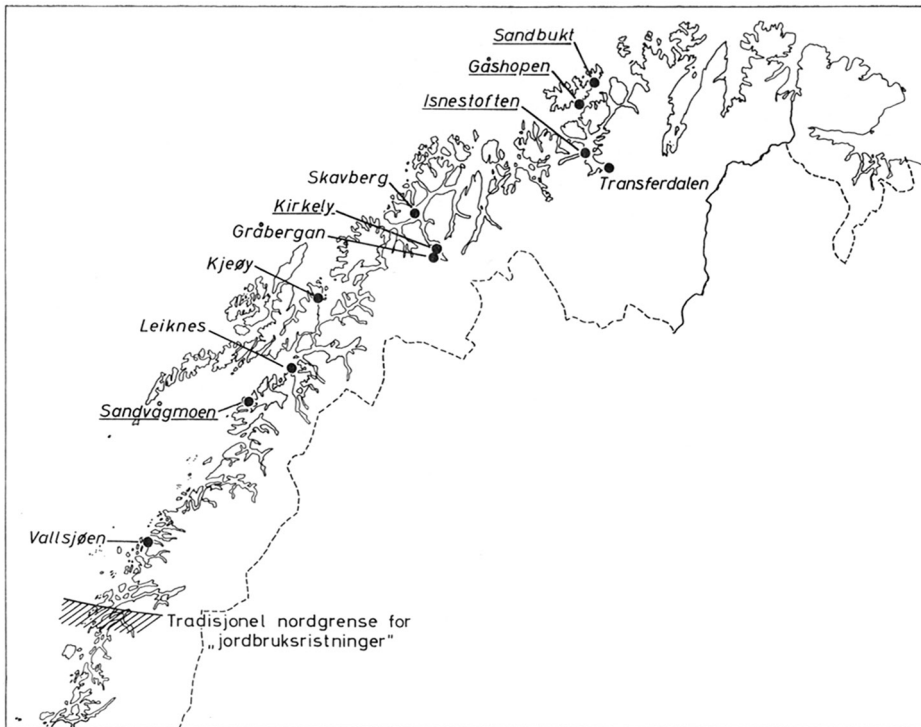 Sandbukt
Gåshopen
Isnestoften
Transferdalen
Skavberg
Kirkely
Gråbergan
Kjeøy
Leiknes
Sandvågmoen
Vallsjøen
Tradisjonel nordgrense for
„jordbruksristninger"